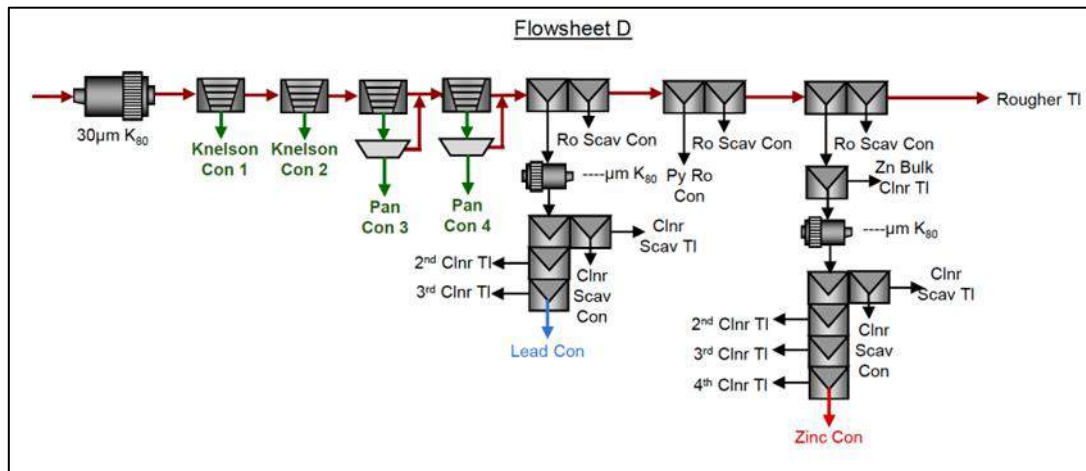 Flowsheet D
30µm K80
Knelson
Con 1
Knelson
Con 2
Pan
Con 3
Pan
Con 4
Ro Scav Con
----µm K80
Clnr
Scav Tl
2nd Clnr Tl
3rd Clnr Tl
Clnr
Scav
Con
Lead Con
Py Ro
Con
Ro Scav Con
Rougher Tl
Ro Scav Con
Zn Bulk
Clnr Tl
----µm K80
Clnr
Scav Tl
2nd Clnr Tl
3rd Clnr Tl
4th Clnr Tl
Clnr
Scav
Con
Zinc Con